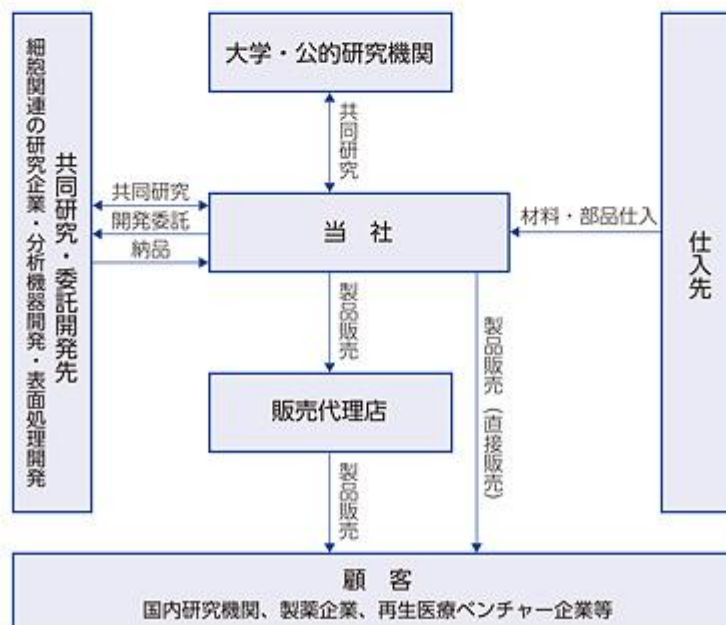 大学・公的研究機関
共同研究
共同研究・委託開発先
細胞関連の研究企業・分析機器開発・表面処理開発
共同研究
開発委託
納品
当 社
材料・部品仕入
仕入先
製品販売
製品販売（直接販売）
販売代理店
製品販売
顧 客
国内研究機関、製薬企業、再生医療ベンチャー企業等